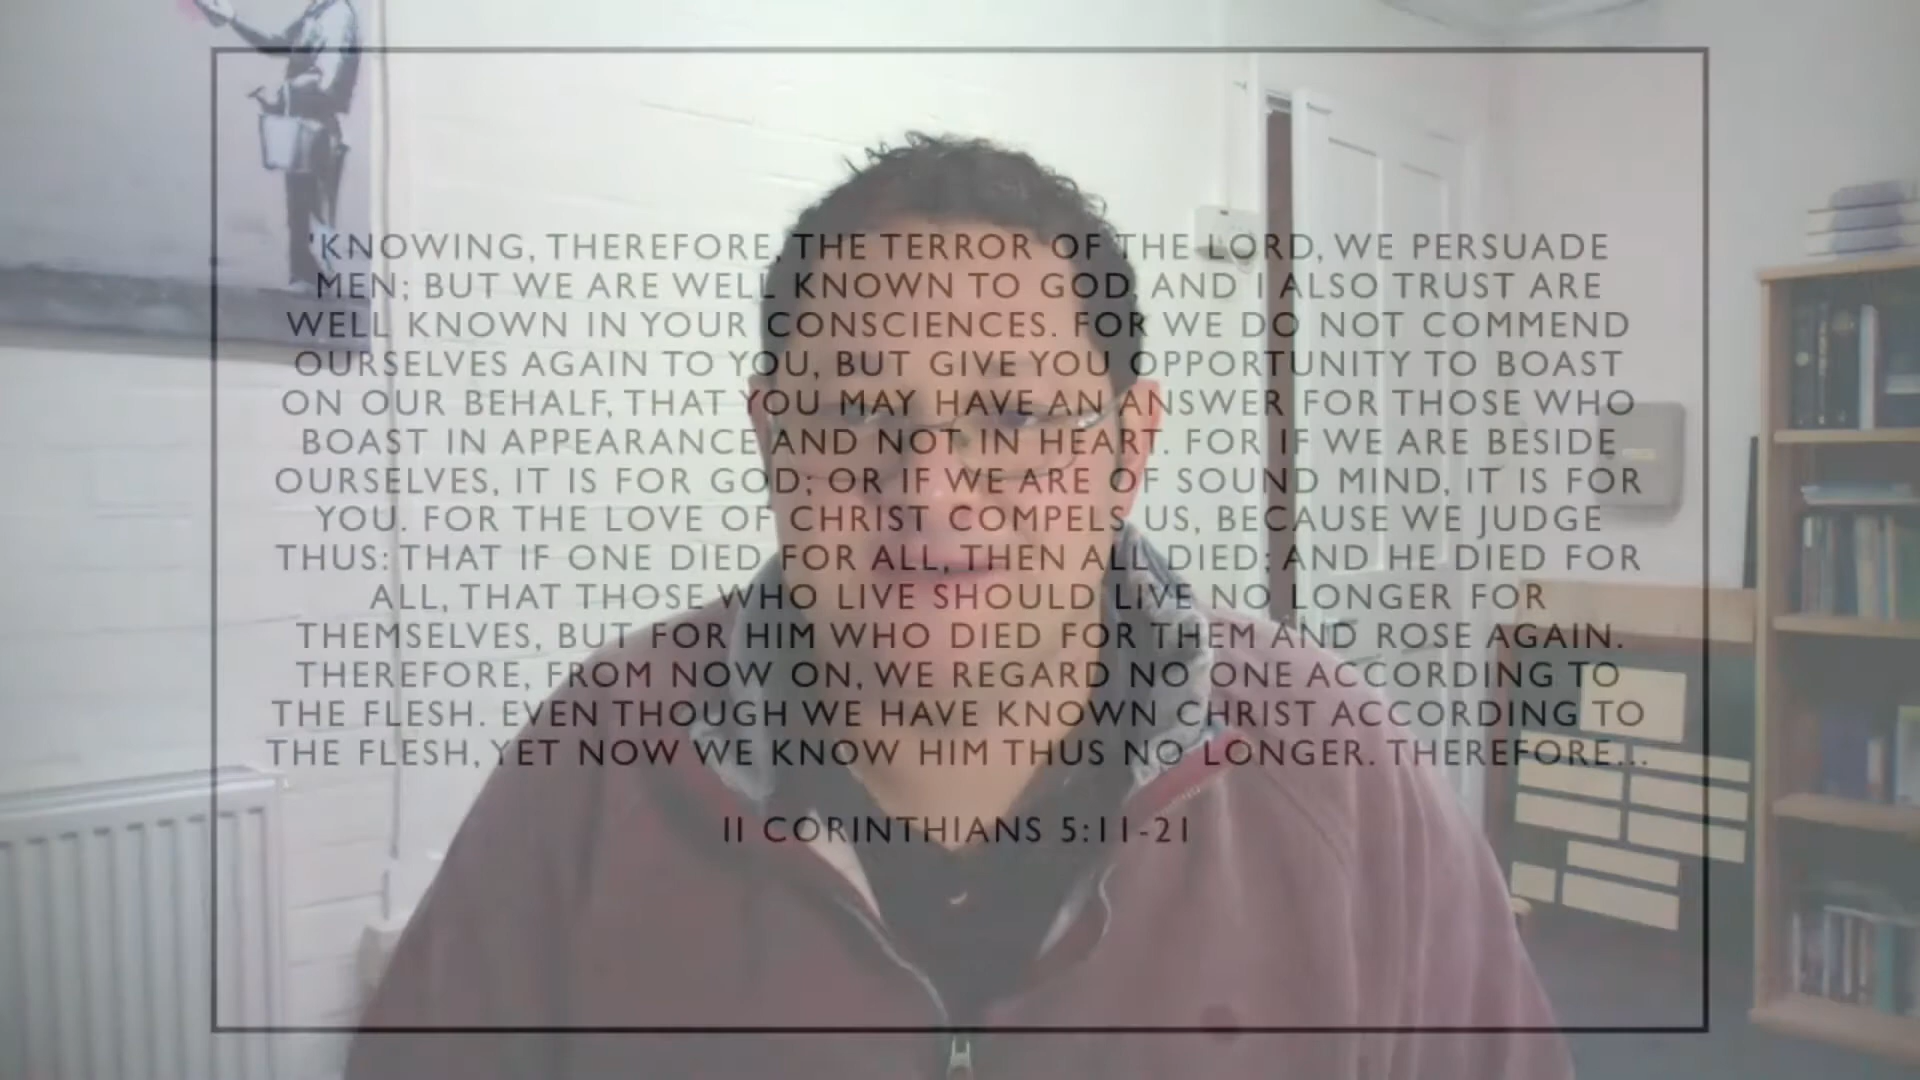 'KNOWING, THEREFORE, THE TERROR OF THE LORD, WE PERSUADE
MEN; BUT WE ARE WELL KNOWN TO GOD, AND I ALSO TRUST ARE
WELL KNOWN IN YOUR CONSCIENCES. FOR WE DO NOT COMMEND
OURSELVES AGAIN TO YOU, BUT GIVE YOU OPPORTUNITY TO BOAST
ON OUR BEHALF, THAT YOU MAY HAVE AN ANSWER FOR THOSE WHO
BOAST IN APPEARANCE AND NOT IN HEART. FOR IF WE ARE BESIDE
OURSELVES, IT IS FOR GOD; OR IF WE ARE OF SOUND MIND, IT IS FOR
YOU. FOR THE LOVE OF CHRIST COMPELS US, BECAUSE WE JUDGE
THUS: THAT IF ONE DIED FOR ALL, THEN ALL DIED; AND HE DIED FOR
ALL, THAT THOSE WHO LIVE SHOULD LIVE NO LONGER FOR
THEMSELVES, BUT FOR HIM WHO DIED FOR THEM AND ROSE AGAIN.
THEREFORE, FROM NOW ON, WE REGARD NO ONE ACCORDING TO
THE FLESH. EVEN THOUGH WE HAVE KNOWN CHRIST ACCORDING TO
THE FLESH, YET NOW WE KNOW HIM THUS NO LONGER. THEREFORE...
II CORINTHIANS 5:11-21